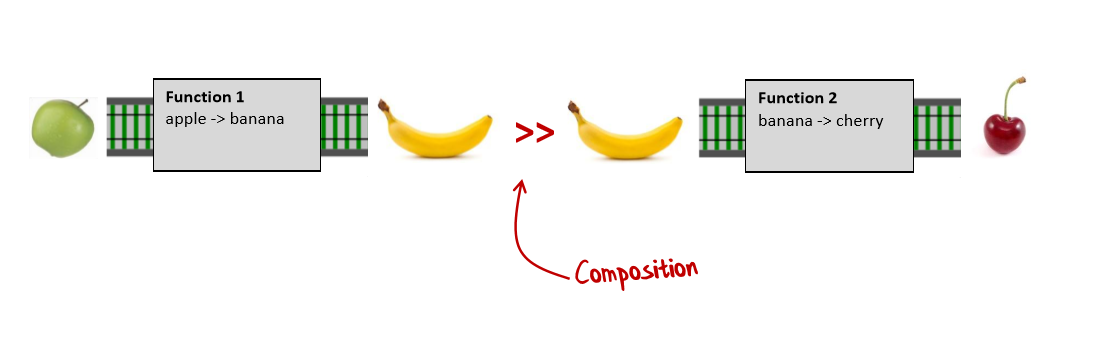 Function 1
apple -> banana
>>
Function 2
banana -> cherry
Composition